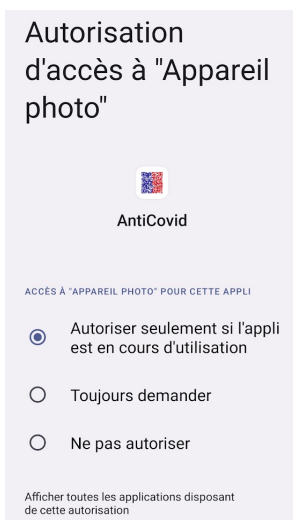 Autorisation
d'accès à "Appareil
photo"
AntiCovid
ACCÈS À "APPAREIL PHOTO" POUR CETTE APPLI
Autoriser seulement si l'appli
est en cours d'utilisation
Toujours demander
Ne pas autoriser
Afficher toutes les applications disposant
de cette autorisation